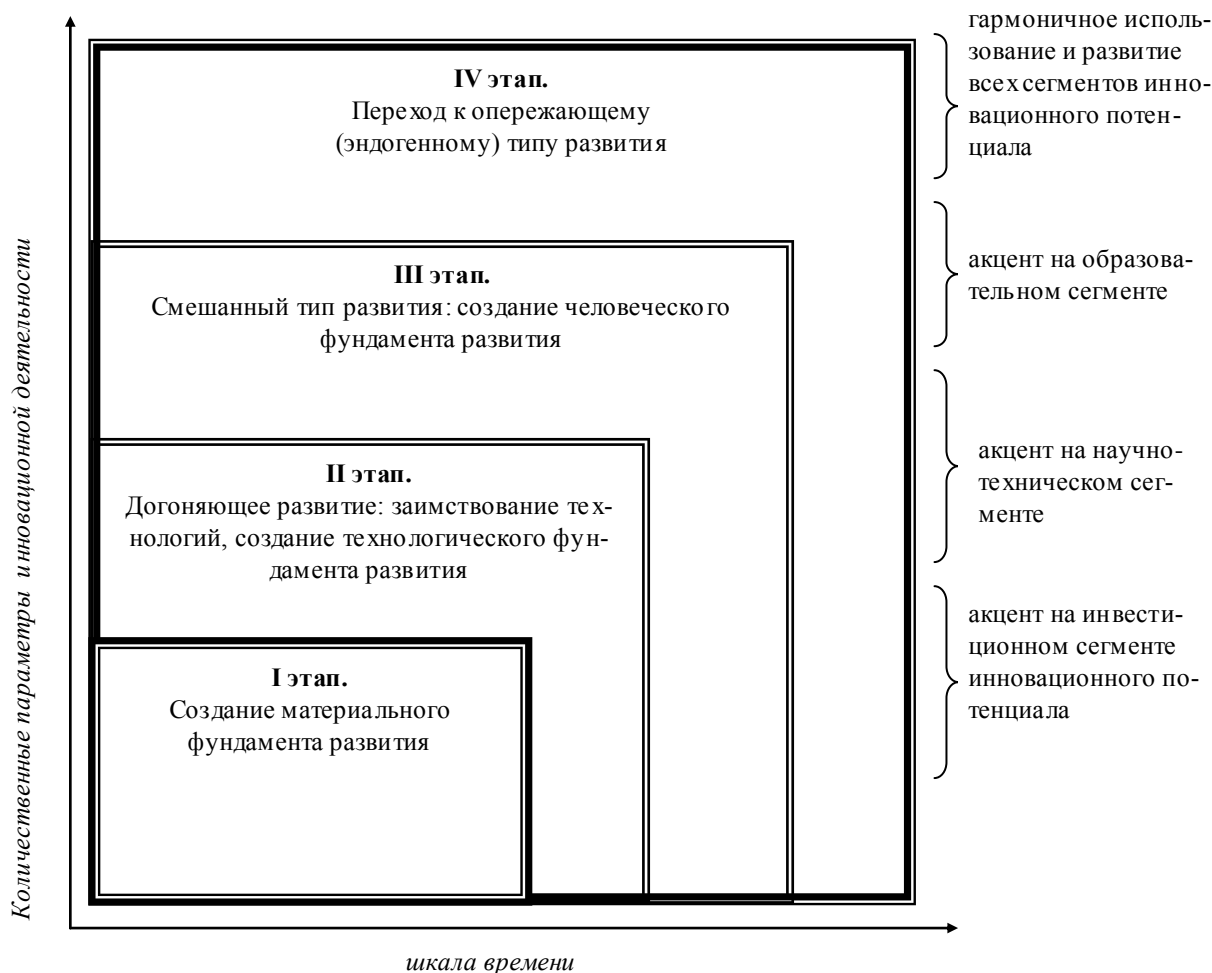 гармоничное исполь-
зование и развитие
всех сегментов инно-
вационного потен-
циала
IV этап.
Переход к опережающему
(эндогенному) типу развития
акцент на образова-
тельном сегменте
III этап.
Смешанный тип развития: создание человеческого
фундамента развития
акцент на научно-
техническом сег-
менте
II этап.
Догоняющее развитие: заимствование тех-
нологий, создание технологического фун-
дамента развития
акцент на инвести-
ционном сегменте
инновационного по-
тенциала
I этап.
Создание материального
фундамента развития
Количественные параметры инновационной деятельности
шкала времени